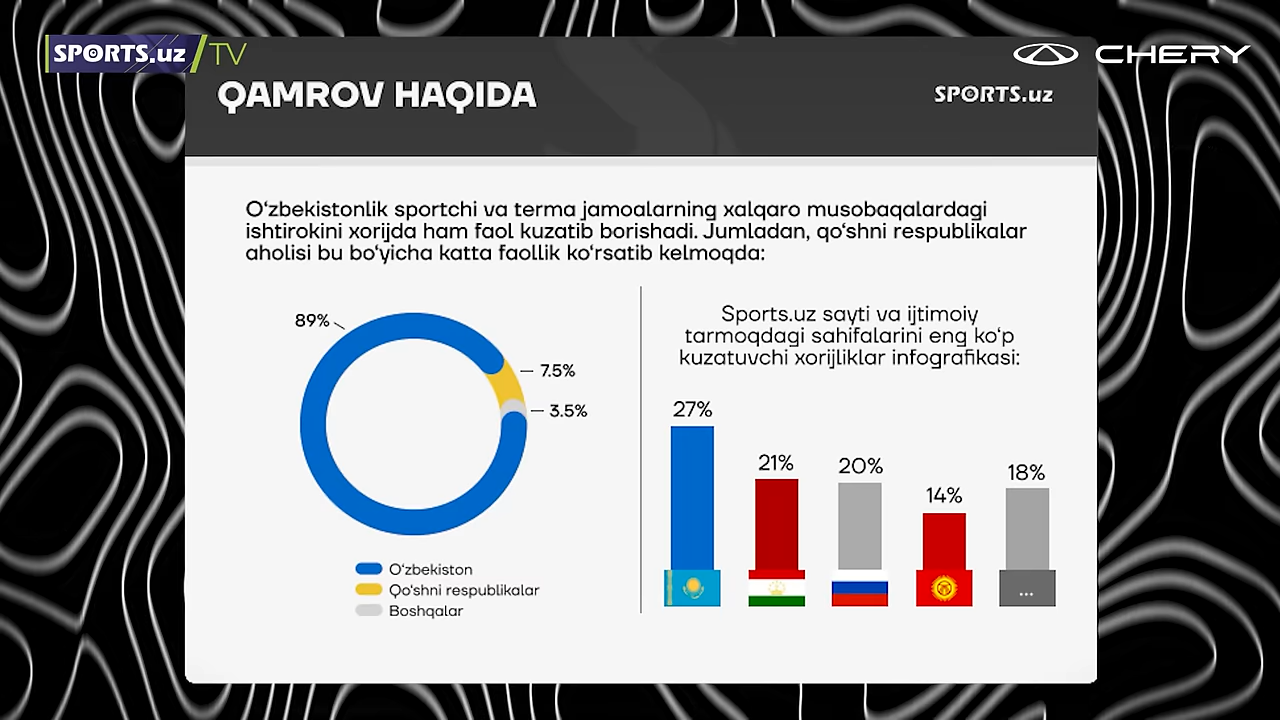 SPORTS.uz TV
CHERY
QAMROV HAQIDA
SPORTS.uz
O‘zbekistonlik sportchi va terma jamoalarning xalqaro musobaqalardagi
ishtirokini xorijda ham faol kuzatib borishadi. Jumladan, qo‘shni respublikalar
aholisi bu bo‘yicha katta faollik ko‘rsatib kelmoqda:
89%
7.5%
3.5%
O‘zbekiston
Qo‘shni respublikalar
Boshqalar
Sports.uz sayti va ijtimoiy
tarmoqdagi sahifalarini eng ko‘p
kuzatuvchi xorijliklar infografikasi:
27%
21%
20%
14%
18%
...